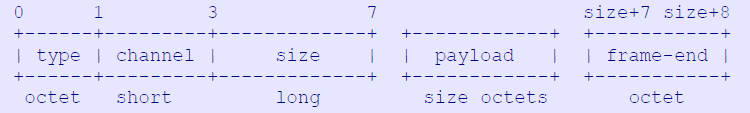 0      1         3             7                  size+7 size+8
+------+---------+-------------+  +------------+  +-----------+
| type | channel |     size    |  |  payload   |  | frame-end |
+------+---------+-------------+  +------------+  +-----------+
 octet   short         long         size octets       octet